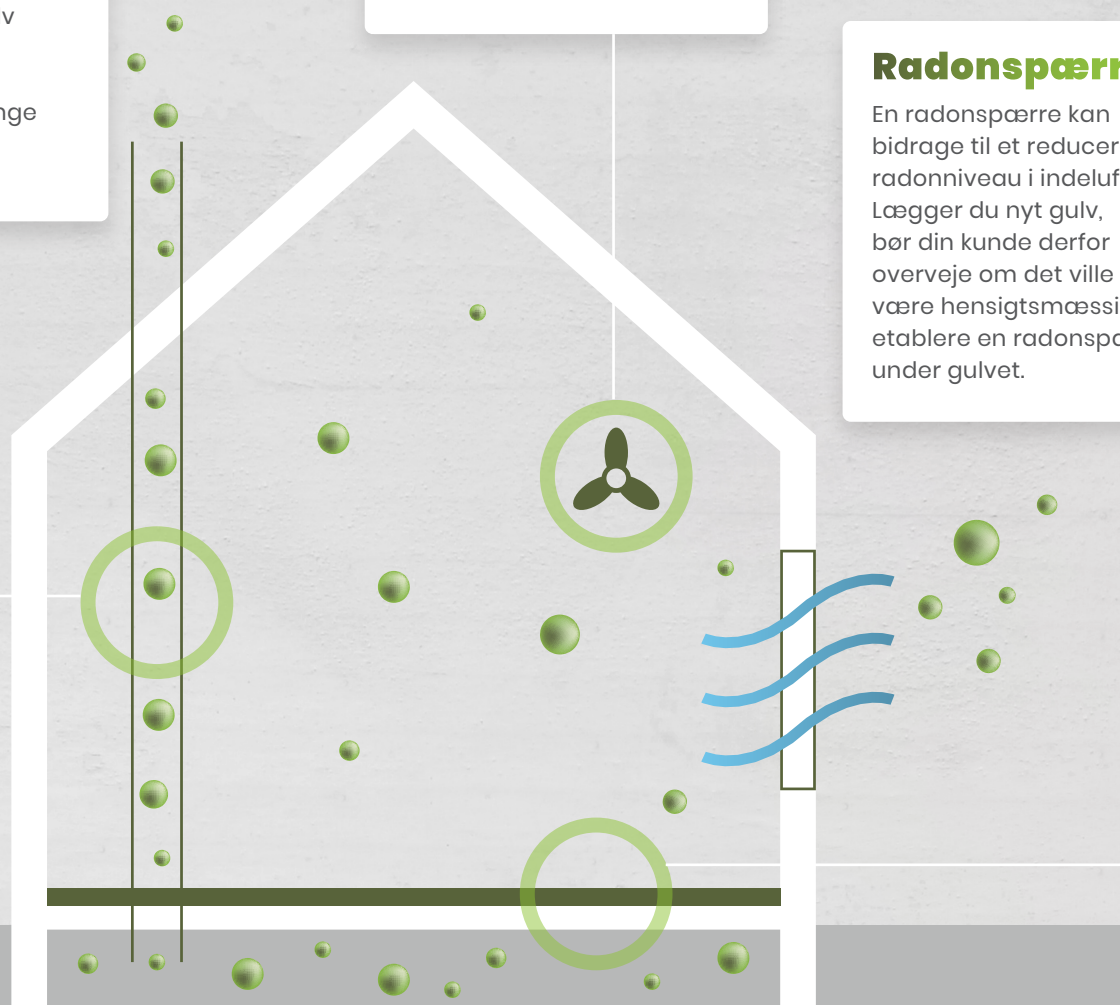 nge
Radonspærr
En radonspærre kan
bidrage til et reducer
radonniveau i indeluf
Lægger du nyt gulv,
bør din kunde derfor
overveje om det ville
være hensigtsmæssi
etablere en radonspa
under gulvet.